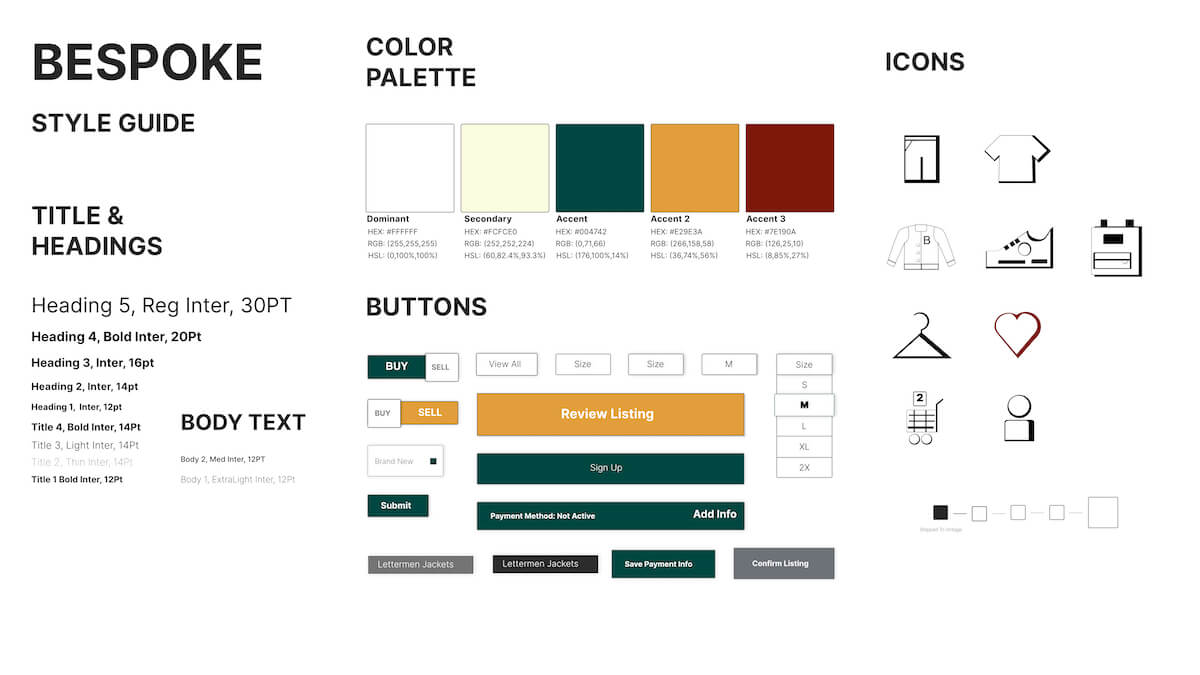 BESPOKE
STYLE GUIDE
TITLE &
HEADINGS
Heading 5, Reg Inter, 30PT
Heading 4, Bold Inter, 20Pt
Heading 3, Inter, 16pt
Heading 2, Inter, 14pt
Heading 1, Inter, 12pt
Title 4, Bold Inter, 14Pt
Title 3, Light Inter, 14Pt
Title 2, Thin Inter, 14Pt
Title 1 Bold Inter, 12Pt
BODY TEXT
Body 2, Med Inter, 12PT
Body 1, ExtraLight Inter, 12Pt
COLOR
PALETTE
Dominant
HEX: #FFFFFF
RGB: (255,255,255)
HSL: (0,100%,100%)
Secondary
HEX: #FCFCE0
RGB: (252,252,224)
HSL: (60,82.4%,93.3%)
Accent
HEX: #004742
RGB: (0,71,66)
HSL: (176,100%,14%)
Accent 2
HEX: #E29E3A
RGB: (266,158,58)
HSL: (36,74%,56%)
Accent 3
HEX: #7E190A
RGB: (126,25,10)
HSL: (8,85%,27%)
BUTTONS
BUY
SELL
View All
Size
Size
M
Size
S
M
L
XL
2X
BUY
SELL
Review Listing
Brand New
Sign Up
Submit
Payment Method: Not Active
Add Info
Lettermen Jackets
Lettermen Jackets
Save Payment Info
Confirm Listing
ICONS
B
2